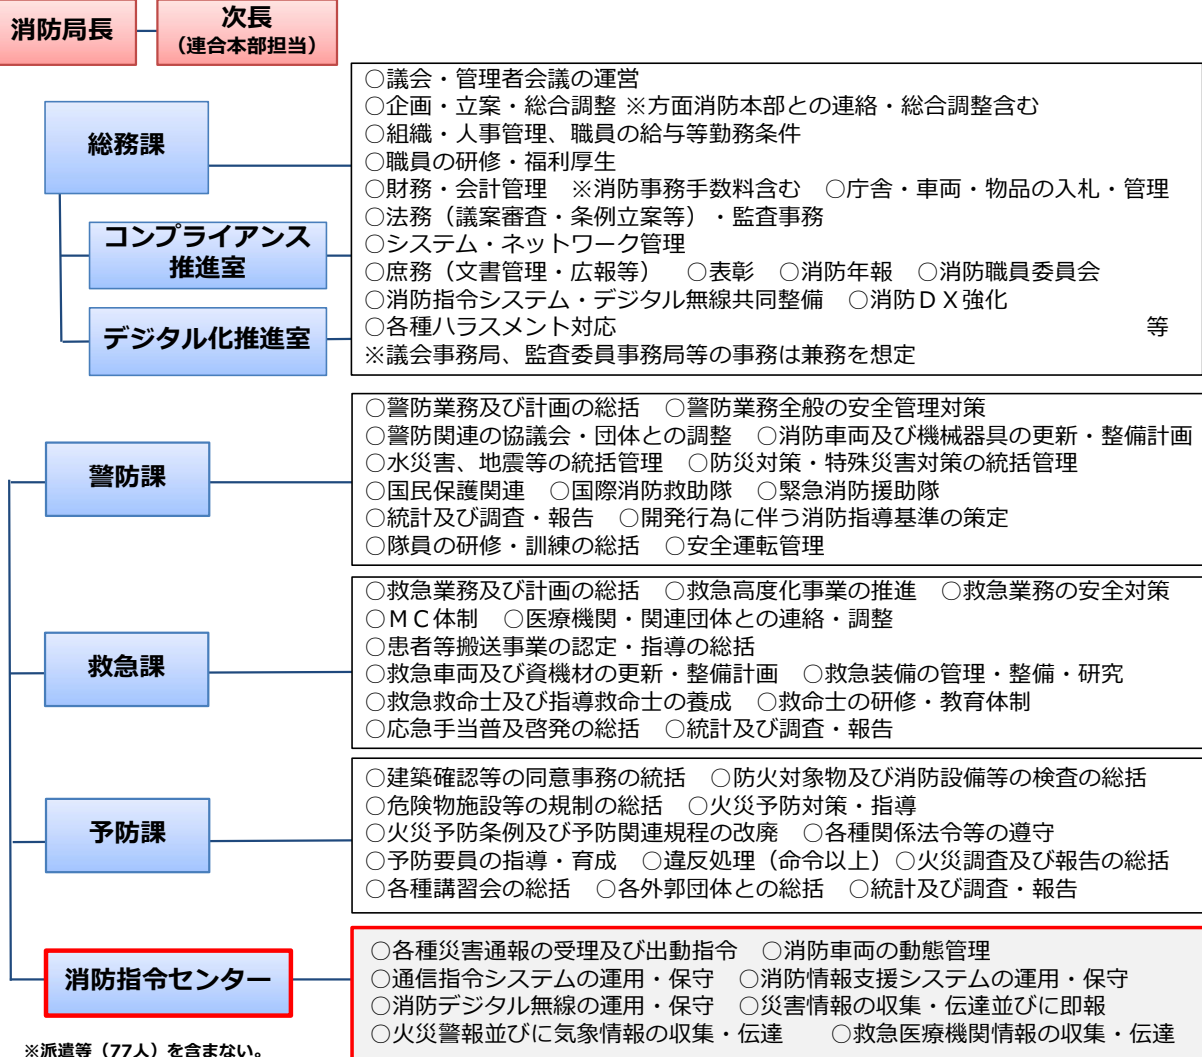 消防局長
次長
（連合本部担当）
総務課
○議会・管理者会議の運営
○企画・立案・総合調整 ※方面消防本部との連絡・総合調整含む
○組織・人事管理、職員の給与等勤務条件
○職員の研修・福利厚生
○財務・会計管理　※消防事務手数料含む　○庁舎・車両・物品の入札・管理
○法務（議案審査・条例立案等）・監査事務
○システム・ネットワーク管理
○庶務（文書管理・広報等）　○表彰　○消防年報　○消防職員委員会
○消防指令システム・デジタル無線共同整備　○消防ＤＸ強化
○各種ハラスメント対応　等
※議会事務局、監査委員事務局等の事務は兼務を想定
コンプライアンス
推進室
デジタル化推進室
警防課
○警防業務及び計画の総括　○警防業務全般の安全管理対策
○警防関連の協議会・団体との調整　○消防車両及び機械器具の更新・整備計画
○水災害、地震等の統括管理　○防災対策・特殊災害対策の統括管理
○国民保護関連　○国際消防救助隊　○緊急消防援助隊
○統計及び調査・報告　○開発行為に伴う消防指導基準の策定
○隊員の研修・訓練の総括　○安全運転管理
救急課
○救急業務及び計画の総括　○救急高度化事業の推進　○救急業務の安全対策
○ＭＣ体制　○医療機関・関連団体との連絡・調整
○患者等搬送事業の認定・指導の総括
○救急車両及び資機材の更新・整備計画　○救急装備の管理・整備・研究
○救急救命士及び指導救命士の養成　○救命士の研修・教育体制
○応急手当普及啓発の総括　○統計及び調査・報告
予防課
○建築確認等の同意事務の統括　○防火対象物及び消防設備等の検査の総括
○危険物施設等の規制の総括　○火災予防対策・指導
○火災予防条例及び予防関連規程の改廃　○各種関係法令等の遵守
○予防要員の指導・育成　○違反処理（命令以上）○火災調査及び報告の総括
○各種講習会の総括　○各外郭団体との総括　○統計及び調査・報告
消防指令センター
○各種災害通報の受理及び出動指令　○消防車両の動態管理
○通信指令システムの運用・保守　○消防情報支援システムの運用・保守
○消防デジタル無線の運用・保守　○災害情報の収集・伝達並びに即報
○火災警報並びに気象情報の収集・伝達　　○救急医療機関情報の収集・伝達
※派遣等（77人）を含まない。